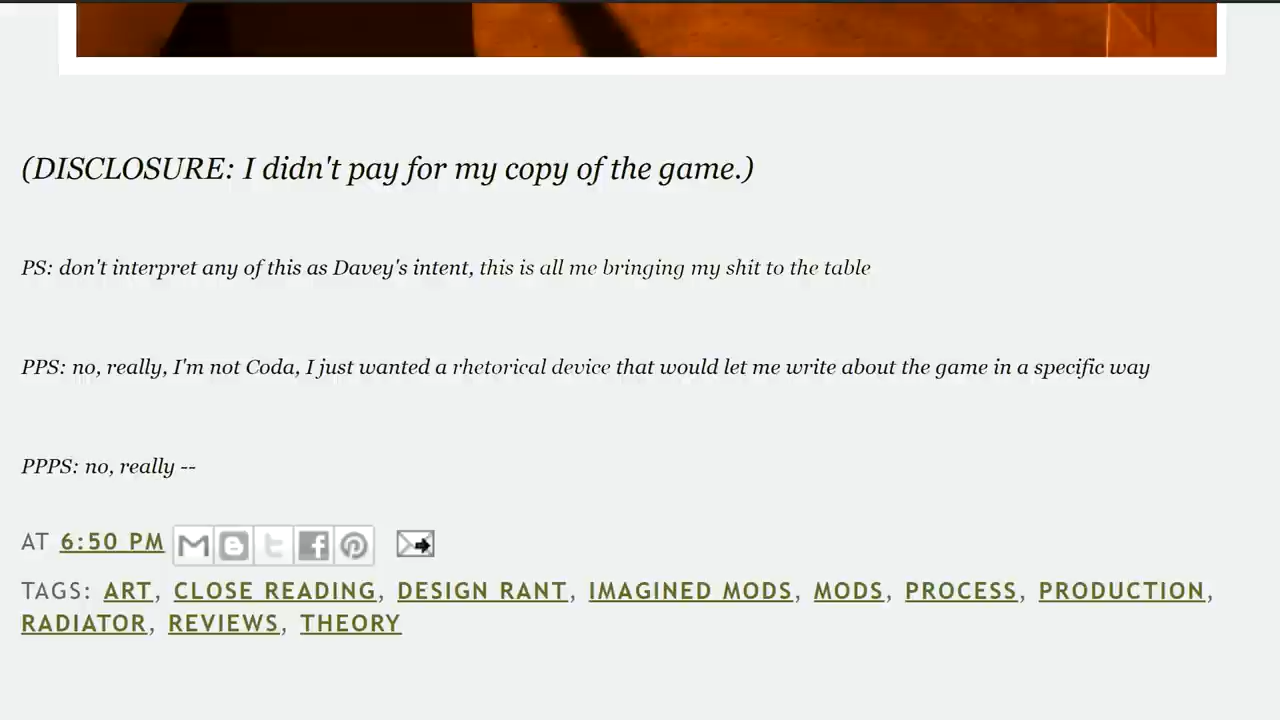 (DISCLOSURE: I didn't pay for my copy of the game.)
PS: don't interpret any of this as Davey's intent, this is all me bringing my shit to the table
PPS: no, really, I'm not Coda, I just wanted a rhetorical device that would let me write about the game in a specific way
PPPS: no, really --
AT 6:50 PM
TAGS: ART, CLOSE READING, DESIGN RANT, IMAGINED MODS, MODS, PROCESS, PRODUCTION,
RADIATOR, REVIEWS, THEORY